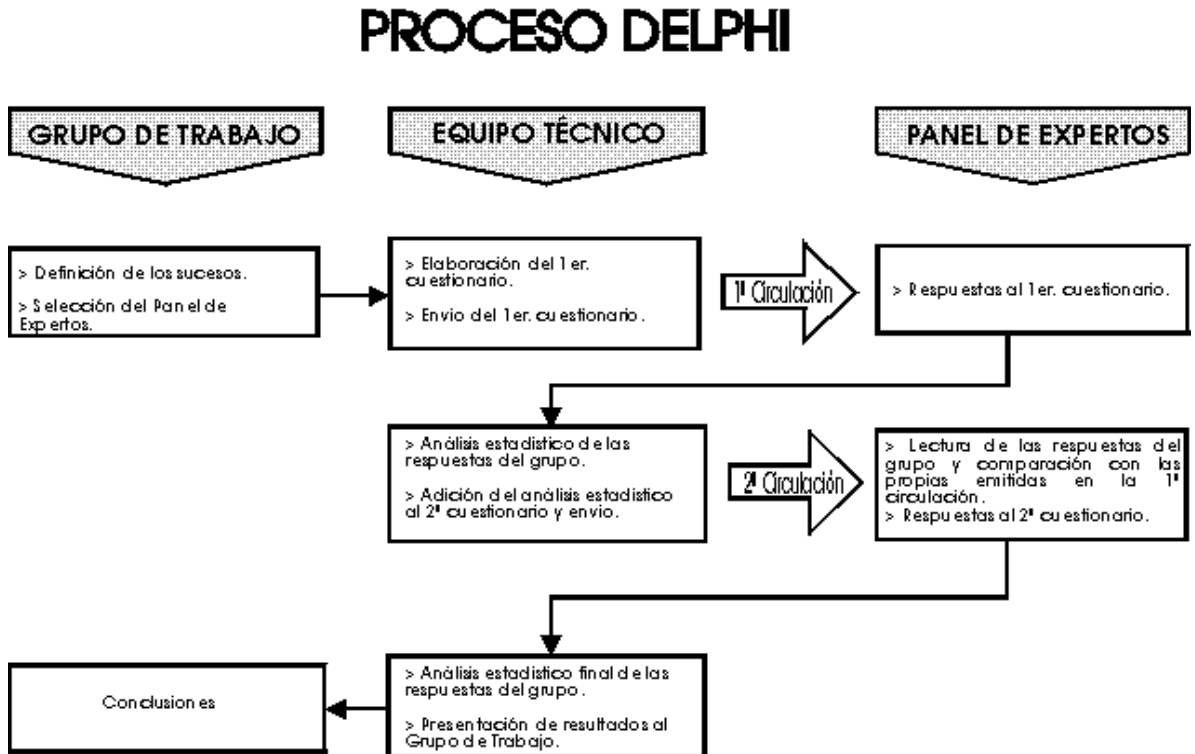 PROCESO DELPHI
GRUPO DE TRABAJO
EQUIPO TÉCNICO
PANEL DE EXPERTOS
> Definición de los sucesos.
> Selección del Panel de
Expertos.
> Elaboración del 1er.
cuestionario.
> Envio del 1er. cuestionario.
1ª Circulación
> Respuestas al 1er. cuestionario.
> Análisis estadístico de las
respuestas del grupo.
> Adición del análisis estadístico
al 2º cuestionario y envio.
2ª Circulación
> Lectura de las respuestas del
grupo y comparación con las
propias emitidas en la 1ª
circulación.
> Respuestas al 2º cuestionario.
Conclusiones
> Análisis estadístico final de las
respuestas del grupo.
> Presentación de resultados al
Grupo de Trabajo.